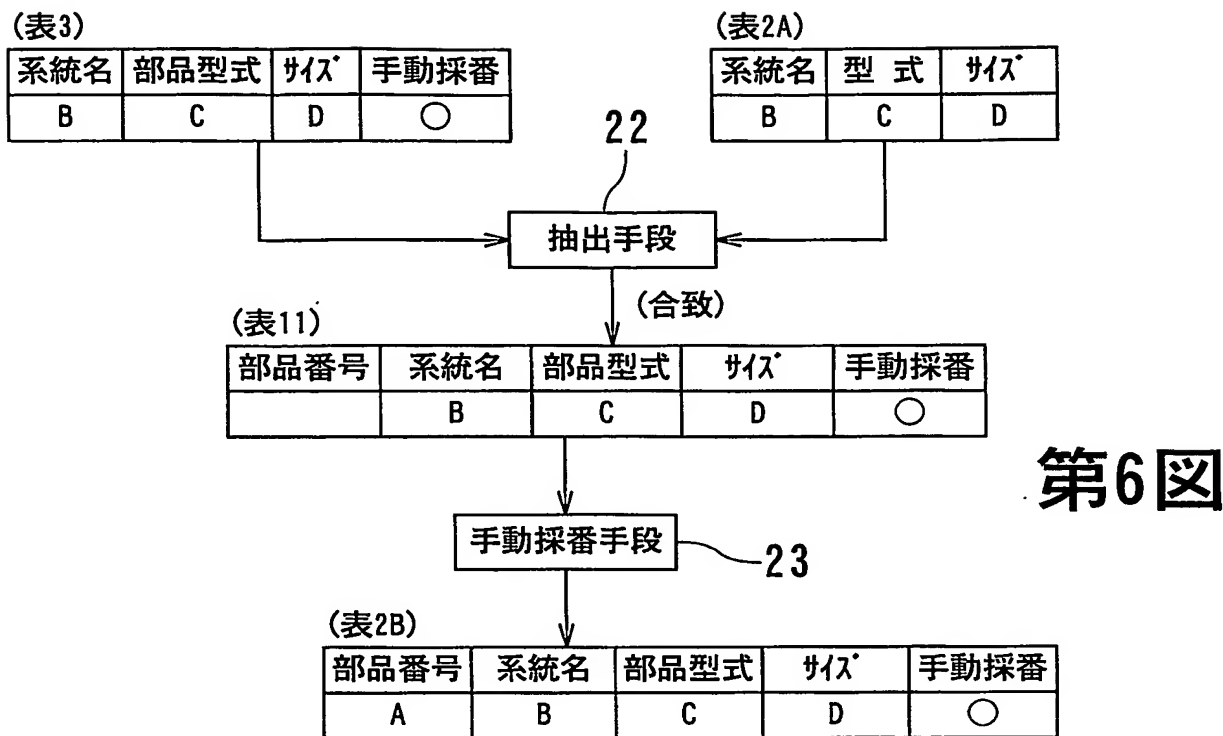 (表3)
系統名 部品型式 ｻｲｽﾞ 手動採番
B C D ○
(表2A)
系統名 型 式 ｻｲｽﾞ
B C D
22
抽出手段
(合致)
(表11)
部品番号 系統名 部品型式 ｻｲｽﾞ 手動採番
B C D ○
第6図
手動採番手段
23
(表2B)
部品番号 系統名 部品型式 ｻｲｽﾞ 手動採番
A B C D ○